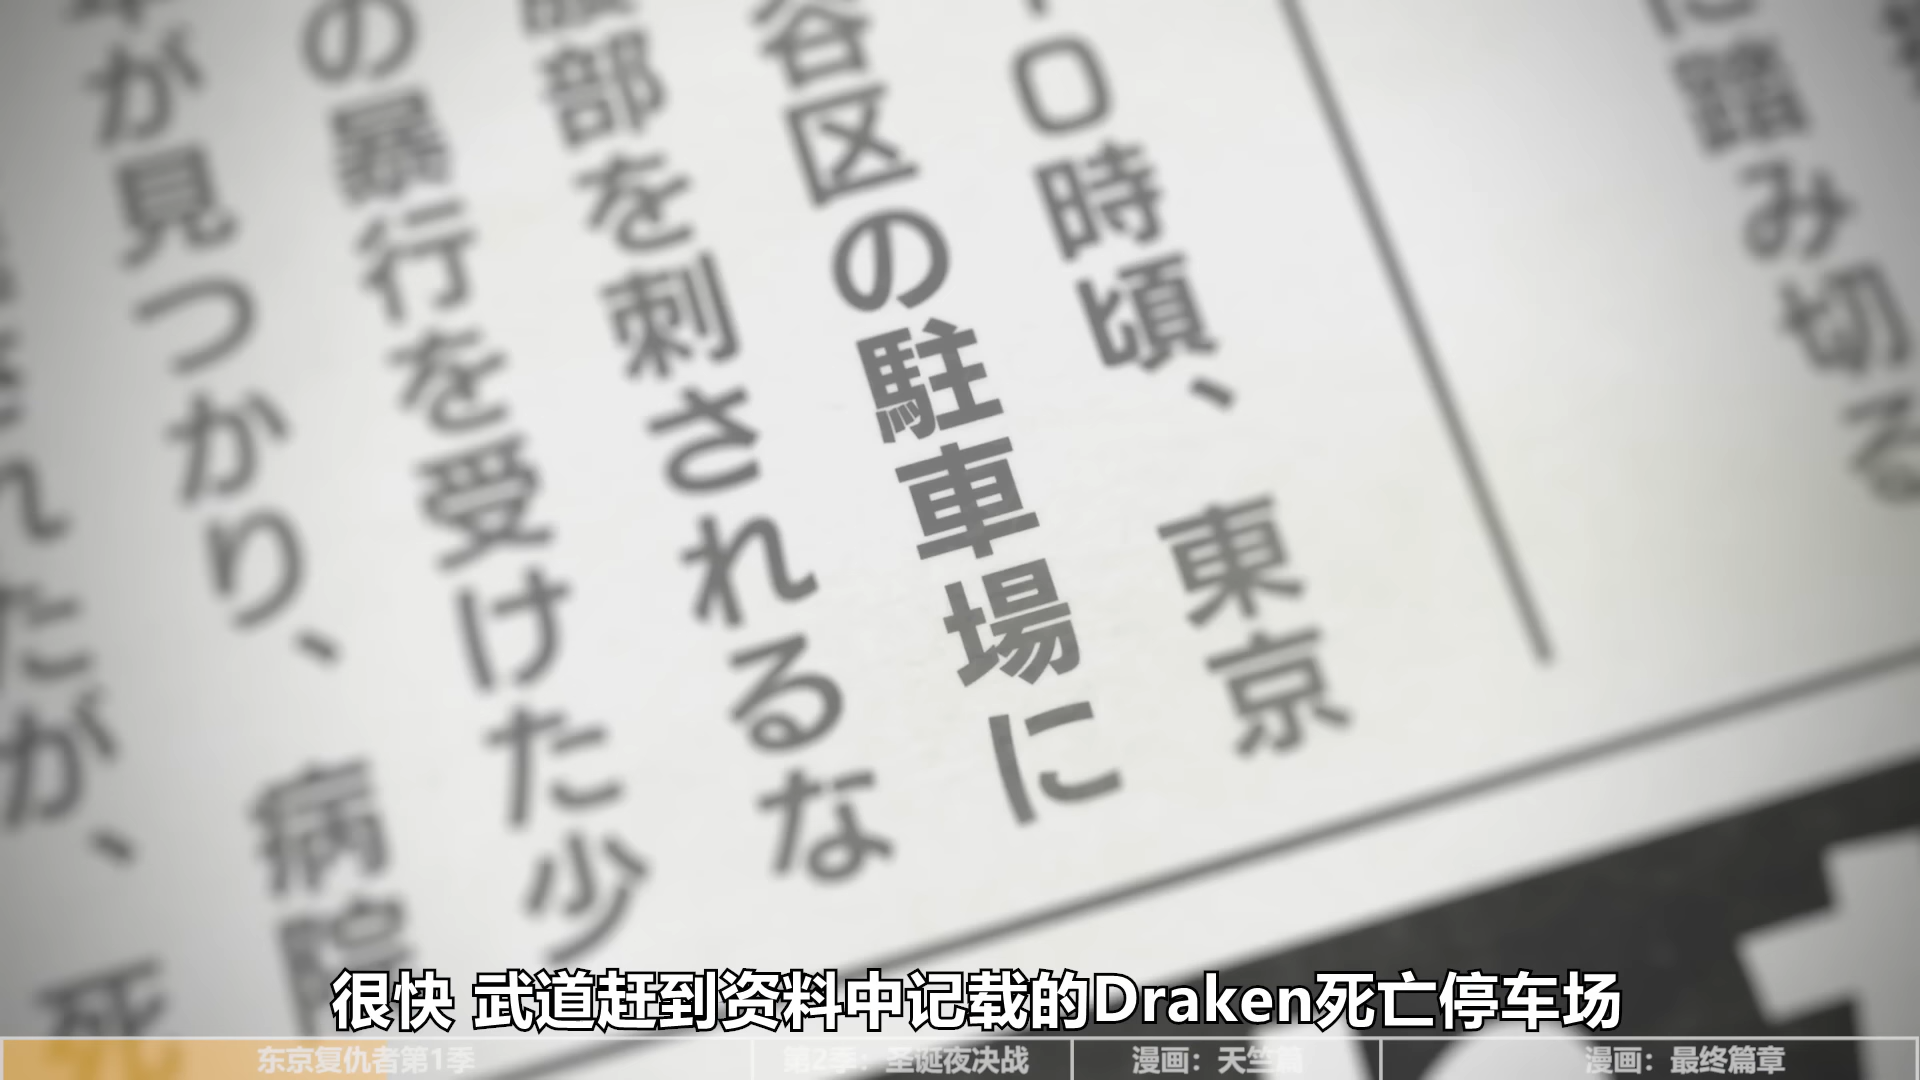 に踏み切る
10時頃、東京
谷区の駐車場に
腹部を刺されるな
の暴行を受けた少
が見つかり、病院
れたが、死
很快 武道赶到资料中记载的Draken死亡停车场
东京复仇者第1季
第2季：圣诞夜决战
漫画：天竺篇
漫画：最终篇章